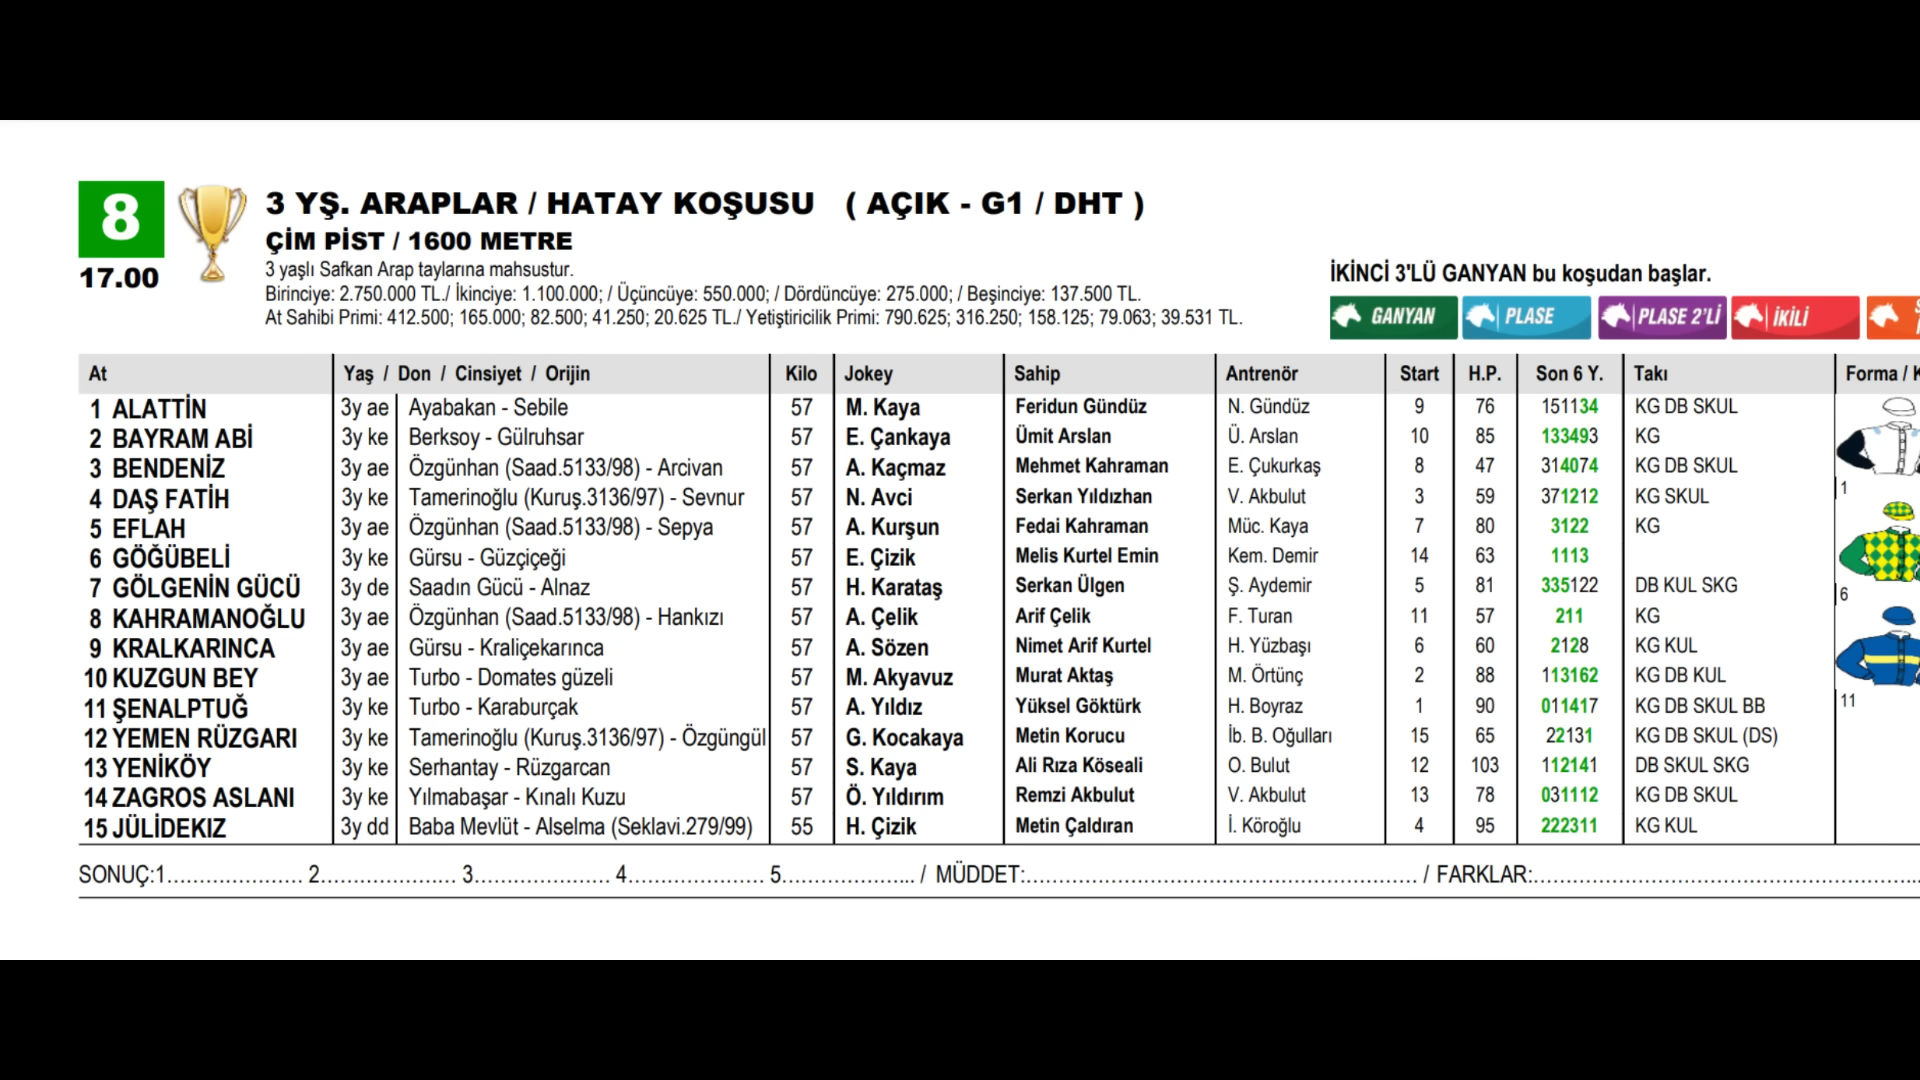 8 3 YŞ. ARAPLAR / HATAY KOŞUSU ( AÇIK - G1 / DHT )
ÇİM PİST / 1600 METRE
17.00 3 yaşlı Safkan Arap taylarına mahsustur.
İKİNCİ 3'LÜ GANYAN bu koşudan başlar.
Birinciye: 2.750.000 TL./ İkinciye: 1.100.000; / Üçüncüye: 550.000; / Dördüncüye: 275.000; / Beşinciye: 137.500 TL.
At Sahibi Primi: 412.500; 165.000; 82.500; 41.250; 20.625 TL./ Yetiştiricilik Primi: 790.625; 316.250; 158.125; 79.063; 39.531 TL.
GANYAN PLASE PLASE 2'Lİ İKİLİ
At Yaş / Don / Cinsiyet / Orijin Kilo Jokey Sahip Antrenör Start H.P. Son 6 Y. Takı Forma /
1 ALATTİN 3y ae Ayabakan - Sebile 57 M. Kaya Feridun Gündüz N. Gündüz 9 76 151134 KG DB SKUL
2 BAYRAM ABİ 3y ke Berksoy - Gülruhsar 57 E. Çankaya Ümit Arslan Ü. Arslan 10 85 133493 KG
3 BENDENİZ 3y ae Özgünhan (Saad.5133/98) - Arcivan 57 A. Kaçmaz Mehmet Kahraman E. Çukurkaş 8 47 314074 KG DB SKUL
4 DAŞ FATİH 3y ke Tamerinoğlu (Kuruş.3136/97) - Sevnur 57 N. Avci Serkan Yıldızhan V. Akbulut 3 59 371212 KG SKUL 1
5 EFLAH 3y ae Özgünhan (Saad.5133/98) - Sepya 57 A. Kurşun Fedai Kahraman Müc. Kaya 7 80 3122 KG
6 GÖĞÜBELİ 3y ke Gürsu - Güzçiçeği 57 E. Çizik Melis Kurtel Emin Kem. Demir 14 63 1113
7 GÖLGENİN GÜCÜ 3y de Saadın Gücü - Alnaz 57 H. Karataş Serkan Ülgen Ş. Aydemir 5 81 335122 DB KUL SKG 6
8 KAHRAMANOĞLU 3y ae Özgünhan (Saad.5133/98) - Hankızı 57 A. Çelik Arif Çelik F. Turan 11 57 211 KG
9 KRALKARINCA 3y ae Gürsu - Kraliçekarınca 57 A. Sözen Nimet Arif Kurtel H. Yüzbaşı 6 60 2128 KG KUL
10 KUZGUN BEY 3y ae Turbo - Domates güzeli 57 M. Akyavuz Murat Aktaş M. Örtünç 2 88 113162 KG DB KUL
11 ŞENALPTUĞ 3y ke Turbo - Karaburçak 57 A. Yıldız Yüksel Göktürk H. Boyraz 1 90 011417 KG DB SKUL BB 11
12 YEMEN RÜZGARI 3y ke Tamerinoğlu (Kuruş.3136/97) - Özgüngül 57 G. Kocakaya Metin Korucu İb. B. Oğulları 15 65 22131 KG DB SKUL (DS)
13 YENİKÖY 3y ke Serhantay - Rüzgarcan 57 S. Kaya Ali Rıza Köseali O. Bulut 12 103 112141 DB SKUL SKG
14 ZAGROS ASLANI 3y ke Yılmabaşar - Kınalı Kuzu 57 Ö. Yıldırım Remzi Akbulut V. Akbulut 13 78 031112 KG DB SKUL
15 JÜLİDEKIZ 3y dd Baba Mevlüt - Alselma (Seklavi.279/99) 55 H. Çizik Metin Çaldıran İ. Köroğlu 4 95 222311 KG KUL
SONUÇ:1.................... 2.................... 3.................... 4.................... 5.................... / MÜDDET:.......................................................... / FARKLAR:..........................................................